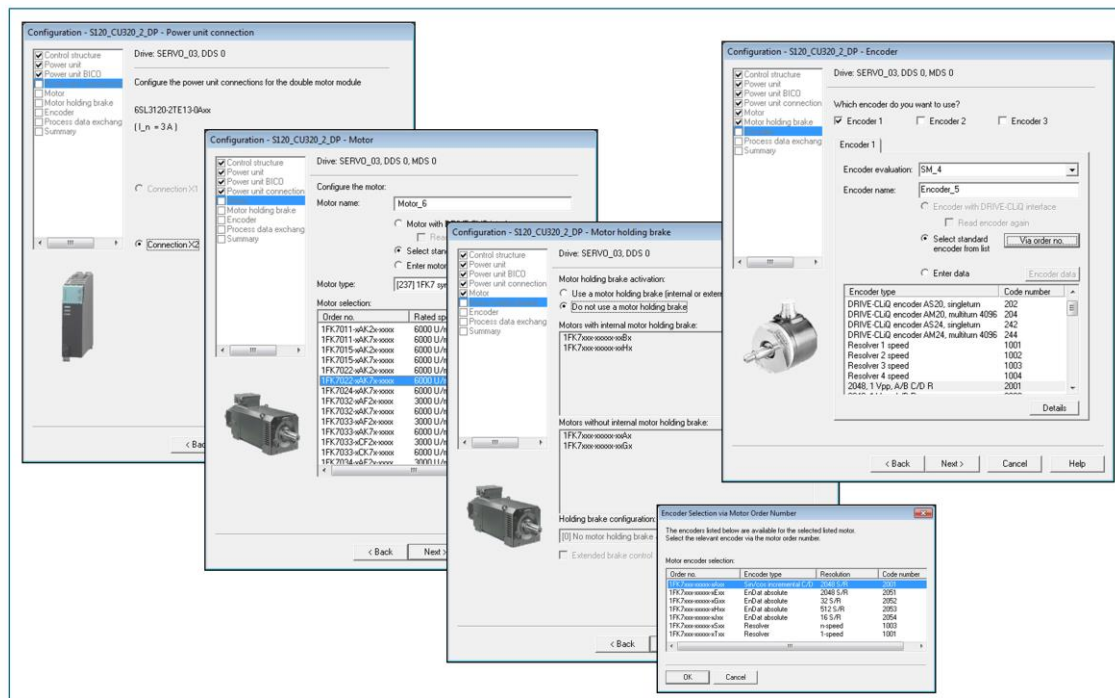 Configuration - S120_CU320_2_DP - Power unit connection
Control structure
Power unit
Power unit BICO
Motor
Motor holding brake
Encoder
Process data exchang
Summary
Drive: SERVO_03, DDS 0
Configure the power unit connections for the double motor module
6SL3120-2TE13-0Axx
( I_n = 3 A )
Connection X1
Connection X2
< Bac
Configuration - S120_CU320_2_DP - Motor
Control structure
Power unit
Power unit BICO
Power unit connection
Motor holding brake
Encoder
Process data exchang
Summary
Drive: SERVO_03, DDS 0, MDS 0
Configure the motor:
Motor name: Motor_6
Motor with
Rea
Select stan
Enter motor
Motor type: [237] 1FK7 syn
Motor selection:
Order no. Rated sp
1FK7011-xAK2x-xxxx 6000 U/m
1FK7011-xAK7x-xxxx 6000 U/m
1FK7015-xAK2x-xxxx 6000 U/m
1FK7015-xAK7x-xxxx 6000 U/m
1FK7022-xAK2x-xxxx 6000 U/m
1FK7022-xAK7x-xxxx 6000 U/m
1FK7024-xAK7x-xxxx 6000 U/m
1FK7032-xAF2x-xxxx 3000 U/m
1FK7032-xAK7x-xxxx 6000 U/m
1FK7033-xAF2x-xxxx 3000 U/m
1FK7033-xAK7x-xxxx 6000 U/m
1FK7033-xCF2x-xxxx 3000 U/m
1FK7033-xCK7x-xxxx 6000 U/m
1FK7034-xAF2x-xxxx 3000 U/m
< Back Next >
Configuration - S120_CU320_2_DP - Motor holding brake
Control structure
Power unit
Power unit BICO
Power unit connection
Motor
Encoder
Process data exchang
Summary
Drive: SERVO_03, DDS 0, MDS 0
Motor holding brake activation:
Use a motor holding brake (internal or exter
Do not use a motor holding brake
Motors with internal motor holding brake:
1FK7xxx-xxxxx-xxBx
1FK7xxx-xxxxx-xxHx
Motors without internal motor holding brake:
1FK7xxx-xxxxx-xxAx
1FK7xxx-xxxxx-xxGx
Holding brake configuration:
[0] No motor holding brake
Extended brake control
< Back
Configuration - S120_CU320_2_DP - Encoder
Control structure
Power unit
Power unit BICO
Power unit connection
Motor
Motor holding brake
Process data exchang
Summary
Drive: SERVO_03, DDS 0, MDS 0
Which encoder do you want to use?
Encoder 1 Encoder 2 Encoder 3
Encoder 1
Encoder evaluation: SM_4
Encoder name: Encoder_5
Encoder with DRIVE-CLiQ interface
Read encoder again
Select standard encoder from list Via order no.
Enter data Encoder data
Encoder type Code number
DRIVE-CLiQ encoder AS20, singleturn 202
DRIVE-CLiQ encoder AM20, multiturn 4096 204
DRIVE-CLiQ encoder AS24, singleturn 242
DRIVE-CLiQ encoder AM24, multiturn 4096 244
Resolver 1 speed 1001
Resolver 2 speed 1002
Resolver 3 speed 1003
Resolver 4 speed 1004
2048, 1 Vpp, A/B C/D R 2001
Details
< Back Next > Cancel Help
Encoder Selection via Motor Order Number
The encoders listed below are available for the selected listed motor.
Select the relevant encoder via the motor order number.
Motor encoder selection:
Order no. Encoder type Resolution Code number
1FK7xxx-xxxxx-xAxx Sin/cos incremental C/D 2048 S/R 2001
1FK7xxx-xxxxx-xExx EnDat absolute 2048 S/R 2051
1FK7xxx-xxxxx-xGxx EnDat absolute 32 S/R 2052
1FK7xxx-xxxxx-xHxx EnDat absolute 512 S/R 2053
1FK7xxx-xxxxx-xJxx EnDat absolute 16 S/R 2054
1FK7xxx-xxxxx-xSxx Resolver n-speed 1003
1FK7xxx-xxxxx-xTxx Resolver 1-speed 1001
OK Cancel